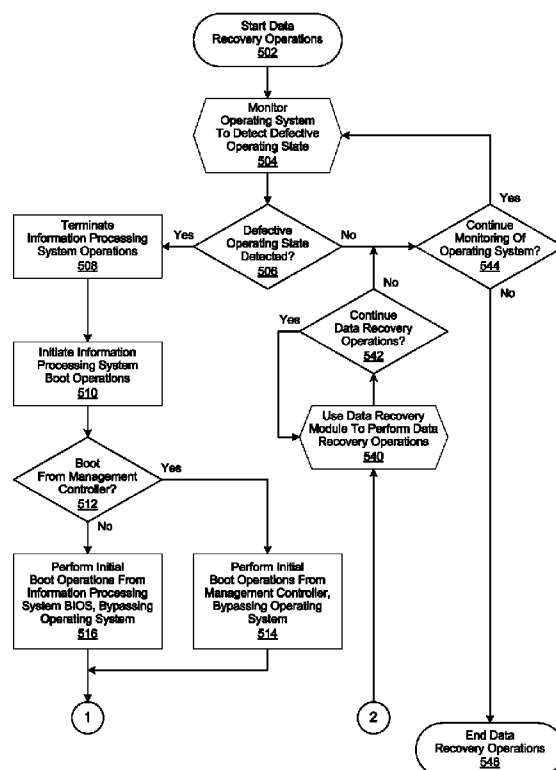 Start Data
Recovery Operations
502
Monitor
Operating System
To Detect Defective
Operating State
504
Yes
Terminate
Information Processing
System Operations
508
Yes
Defective
Operating State
Detected?
506
No
Continue
Monitoring Of
Operating System?
544
No
No
Yes
Continue
Data Recovery
Operations?
542
Initiate Information
Processing System
Boot Operations
510
Use Data Recovery
Module To Perform Data
Recovery Operations
540
Boot
From Management
Controller?
512
Yes
No
Perform Initial
Boot Operations From
Information Processing
System BIOS, Bypassing
Operating System
516
Perform Initial
Boot Operations From
Management Controller,
Bypassing Operating
System
514
1
2
End Data
Recovery Operations
548